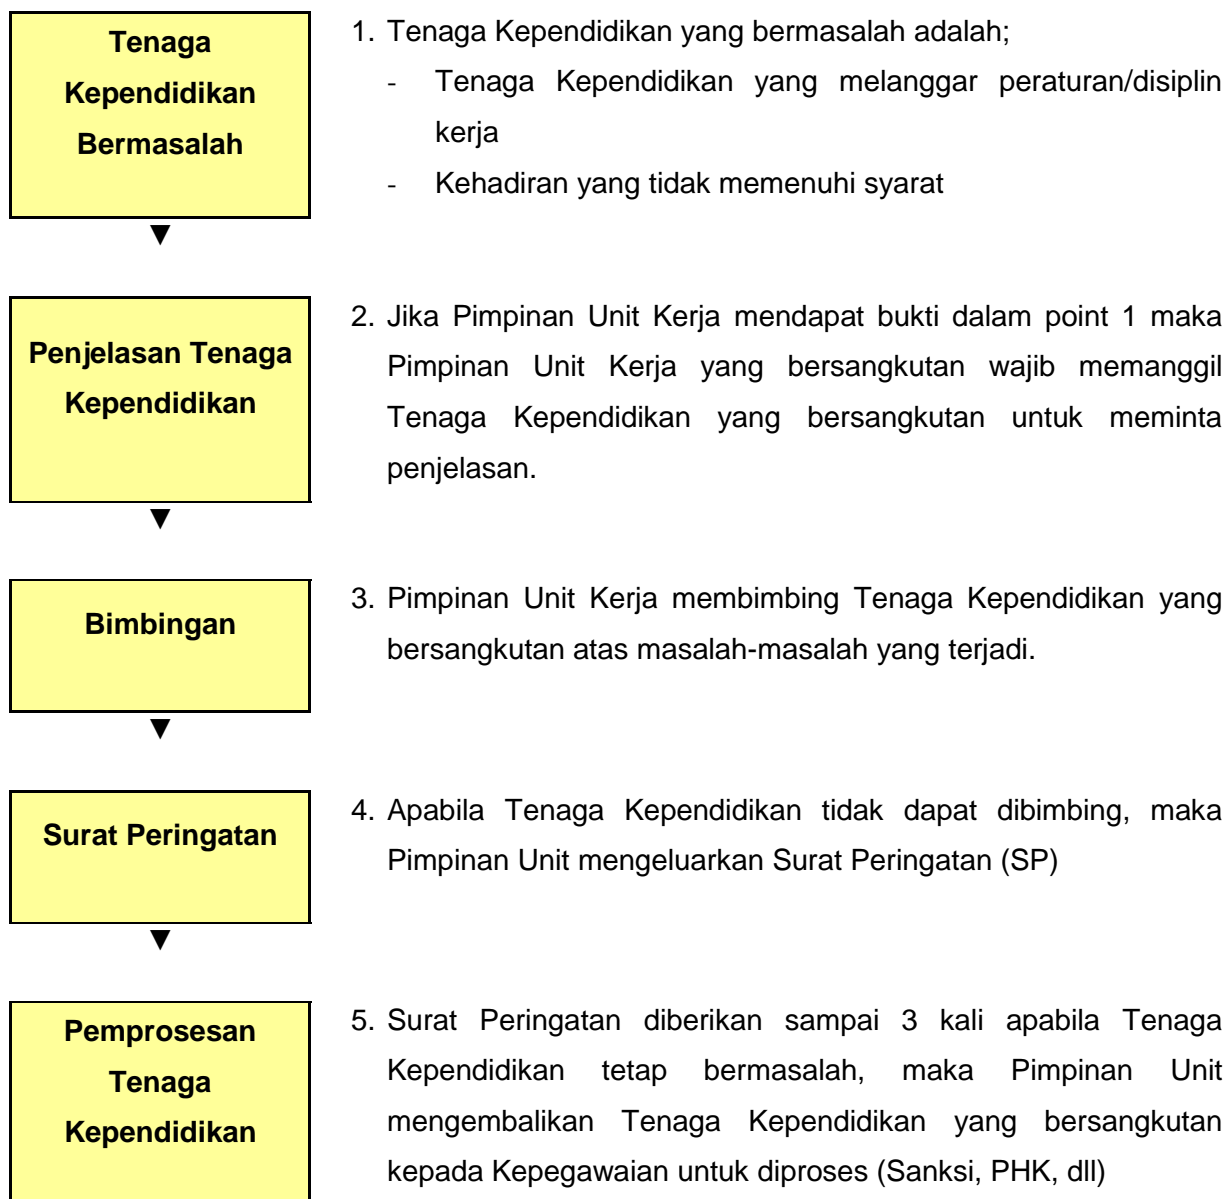 Tenaga
Kependidikan
Bermasalah
1. Tenaga Kependidikan yang bermasalah adalah;
- Tenaga Kependidikan yang melanggar peraturan/disiplin
kerja
- Kehadiran yang tidak memenuhi syarat
Penjelasan Tenaga
Kependidikan
2. Jika Pimpinan Unit Kerja mendapat bukti dalam point 1 maka
Pimpinan Unit Kerja yang bersangkutan wajib memanggil
Tenaga Kependidikan yang bersangkutan untuk meminta
penjelasan.
Bimbingan
3. Pimpinan Unit Kerja membimbing Tenaga Kependidikan yang
bersangkutan atas masalah-masalah yang terjadi.
Surat Peringatan
4. Apabila Tenaga Kependidikan tidak dapat dibimbing, maka
Pimpinan Unit mengeluarkan Surat Peringatan (SP)
Pemprosesan
Tenaga
Kependidikan
5. Surat Peringatan diberikan sampai 3 kali apabila Tenaga
Kependidikan tetap bermasalah, maka Pimpinan Unit
mengembalikan Tenaga Kependidikan yang bersangkutan
kepada Kepegawaian untuk diproses (Sanksi, PHK, dll)